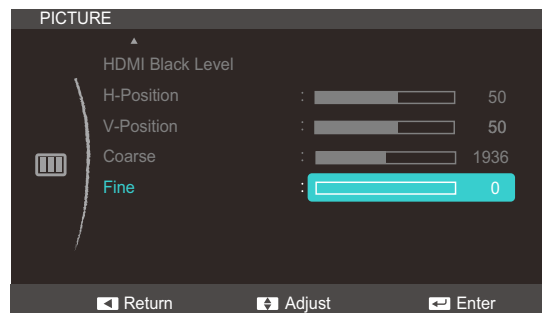 PICTURE
HDMI Black Level
H-Position : 50
V-Position : 50
Coarse : 1936
Fine : 0
Return Adjust Enter